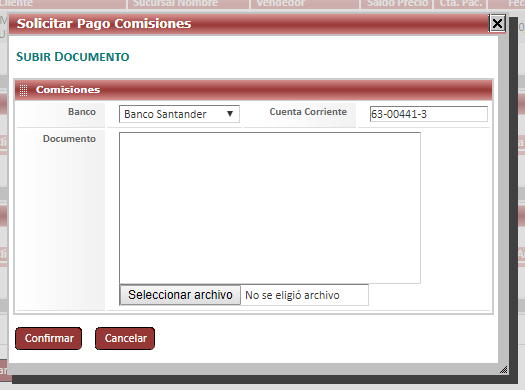 Cliente Sucursal Nombre Vendedor Saldo Precio Cta. Pac. Fec
Solicitar Pago Comisiones
SUBIR DOCUMENTO
Comisiones
Banco Banco Santander Cuenta Corriente 63-00441-3
Documento
Seleccionar archivo No se eligió archivo
Confirmar Cancelar